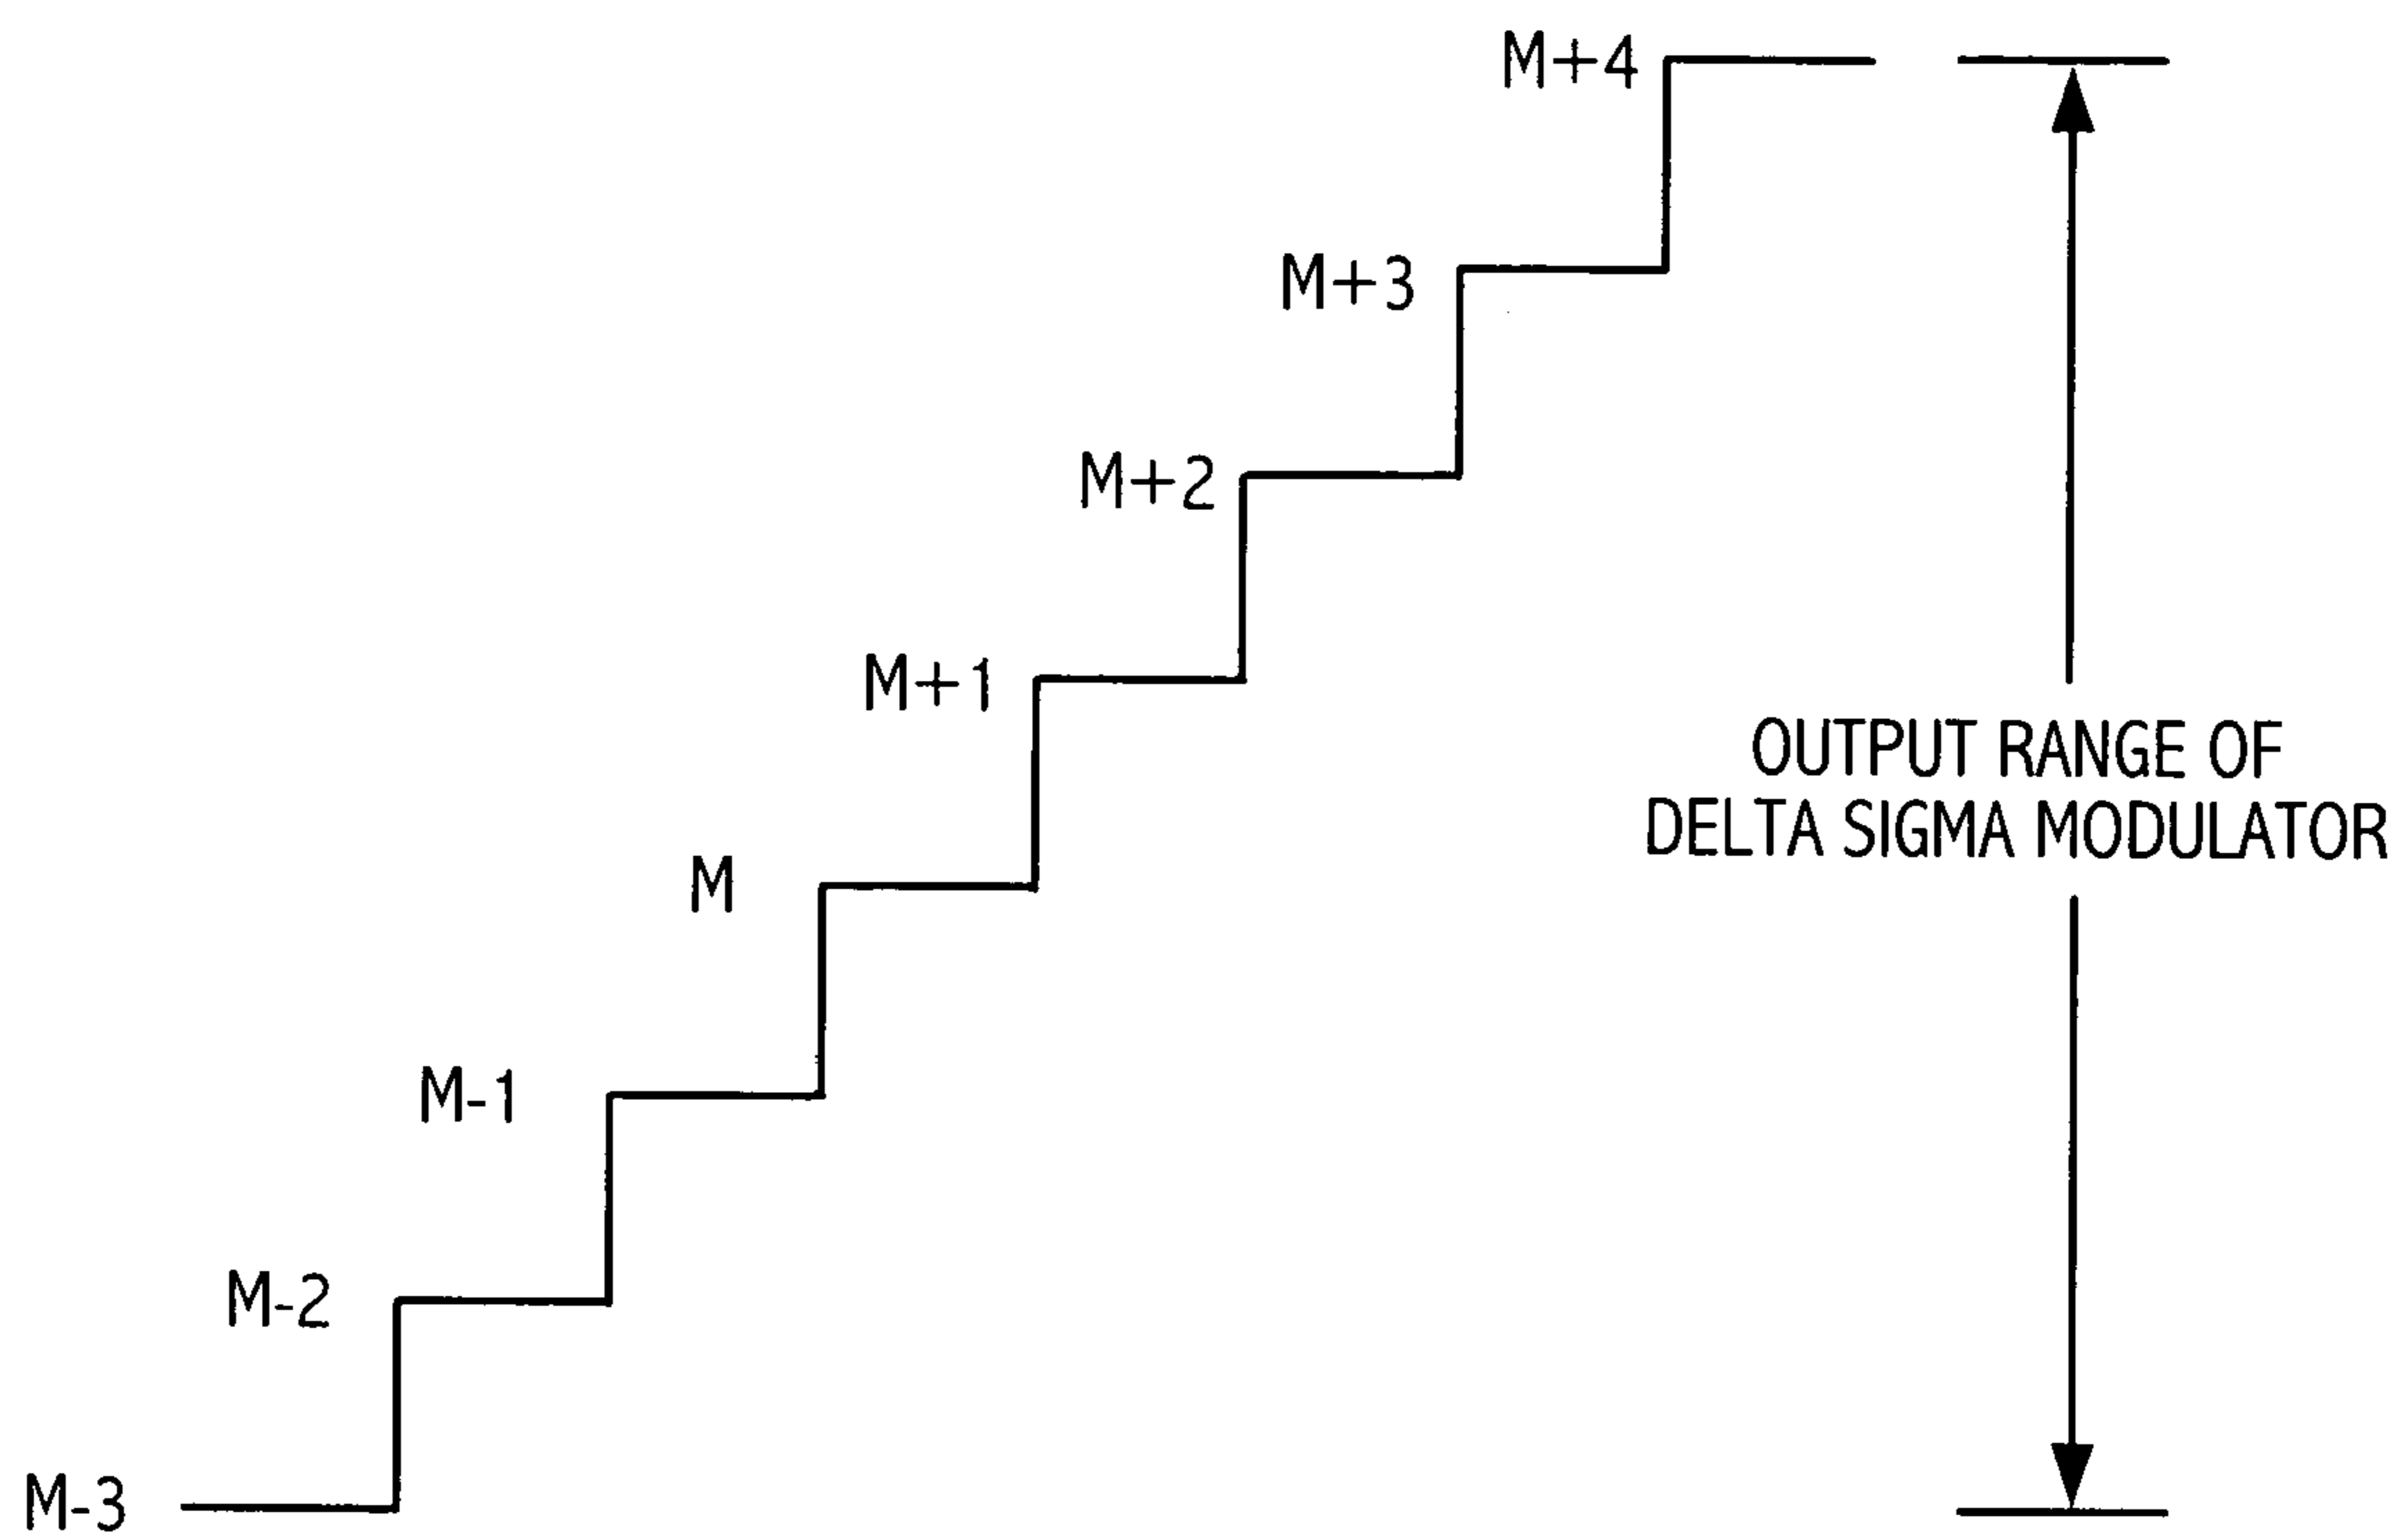 M+4
M+3
M+2
M+1
OUTPUT RANGE OF
DELTA SIGMA MODULATOR
M
M-1
M-2
M-3